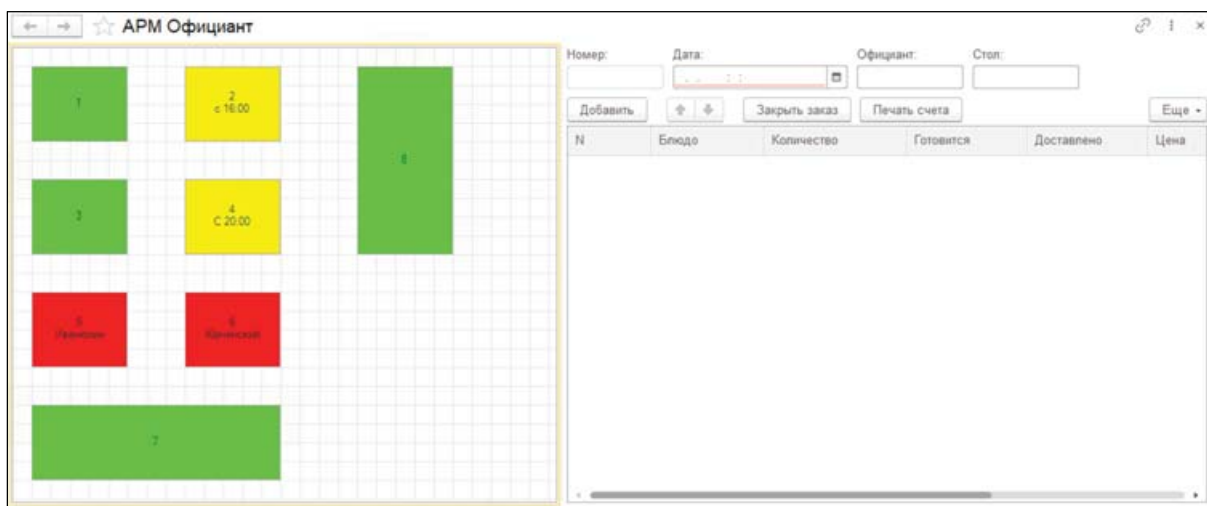 АРМ Официант
Номер:
Дата:
Официант:
Стол:
. . : :
Добавить
Закрыть заказ
Печать счета
Еще
N
Блюдо
Количество
Готовится
Доставлено
Цена
1
2
с 16:00
8
3
4
С 20:00
5
6
7